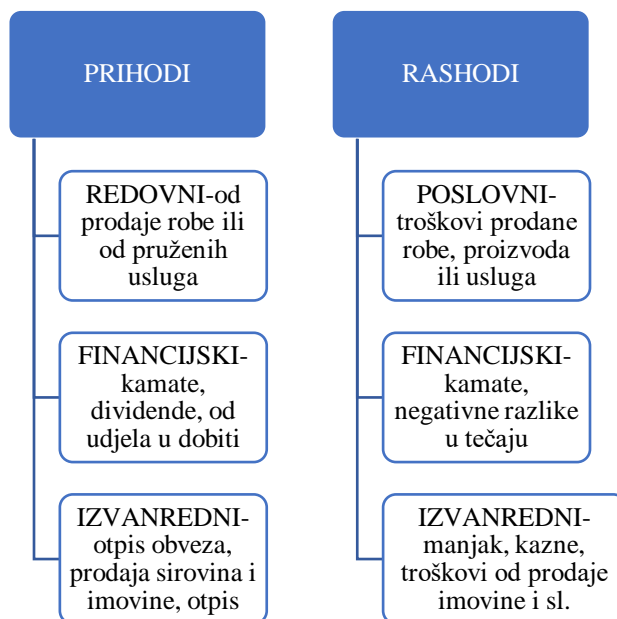 PRIHODI
REDOVNI-od
prodaje robe ili
od pruženih
usluga
FINANCIJSKI-
kamate,
dividende, od
udjela u dobiti
IZVANREDNI-
otpis obveza,
prodaja sirovina i
imovine, otpis
RASHODI
POSLOVNI-
troškovi prodane
robe, proizvoda
ili usluga
FINANCIJSKI-
kamate,
negativne razlike
u tečaju
IZVANREDNI-
manjak, kazne,
troškovi od prodaje
imovine i sl.